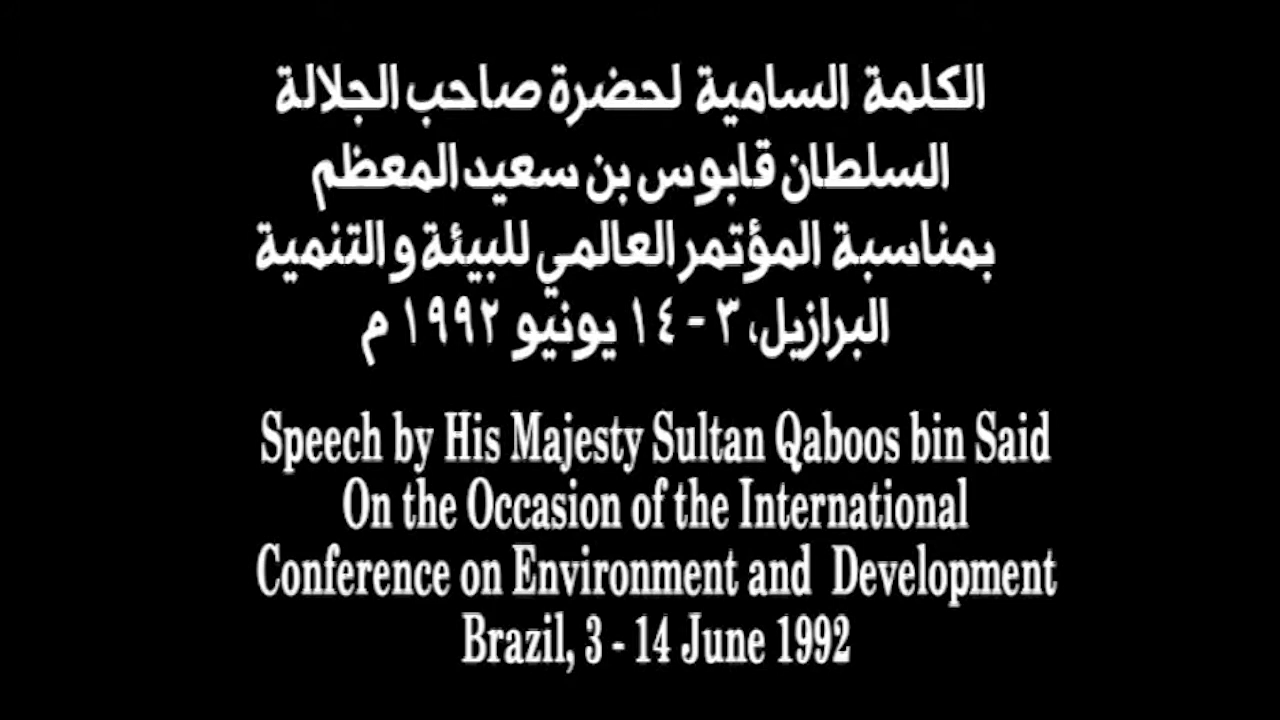 الكلمة السامية لحضرة صاحب الجلالة
السلطان قابوس بن سعيد المعظم
بمناسبة المؤتمر العالمي للبيئة و التنمية
البرازيل، ٣ - ١٤ يونيو ١٩٩٢ م
Speech by His Majesty Sultan Qaboos bin Said
On the Occasion of the International
Conference on Environment and Development
Brazil, 3 - 14 June 1992